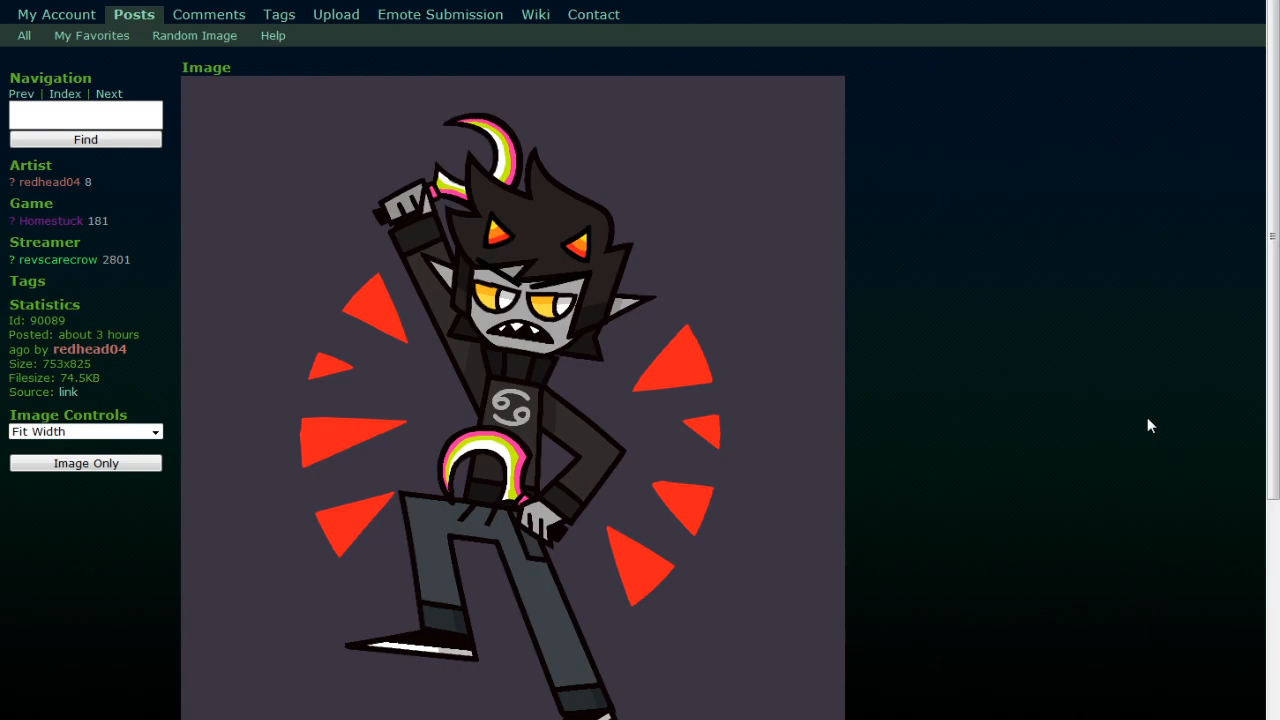 My Account Posts Comments Tags Upload Emote Submission Wiki Contact
All My Favorites Random Image Help
Image
Navigation
Prev | Index | Next
Find
Artist
? redhead04 8
Game
? Homestuck 181
Streamer
? revscarecrow 2801
Tags
Statistics
Id: 90089
Posted: about 3 hours
ago by redhead04
Size: 753x825
Filesize: 74.5KB
Source: link
Image Controls
Fit Width
Image Only